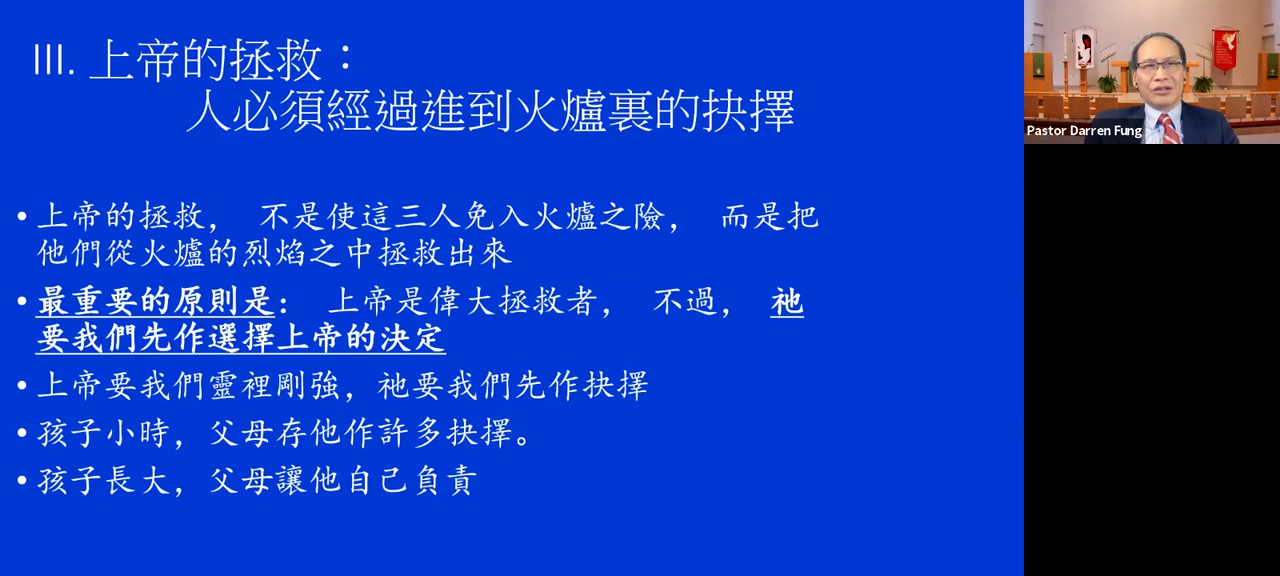 III. 上帝的拯救：
人必須經過進到火爐裏的抉擇
• 上帝的拯救， 不是使這三人免入火爐之險， 而是把
他們從火爐的烈焰之中拯救出來
• 最重要的原則是： 上帝是偉大拯救者， 不過， 祂
要我們先作選擇上帝的決定
• 上帝要我們靈裡剛強，祂要我們先作抉擇
• 孩子小時，父母存他作許多抉擇。
• 孩子長大，父母讓他自己負責
Pastor Darren Fung